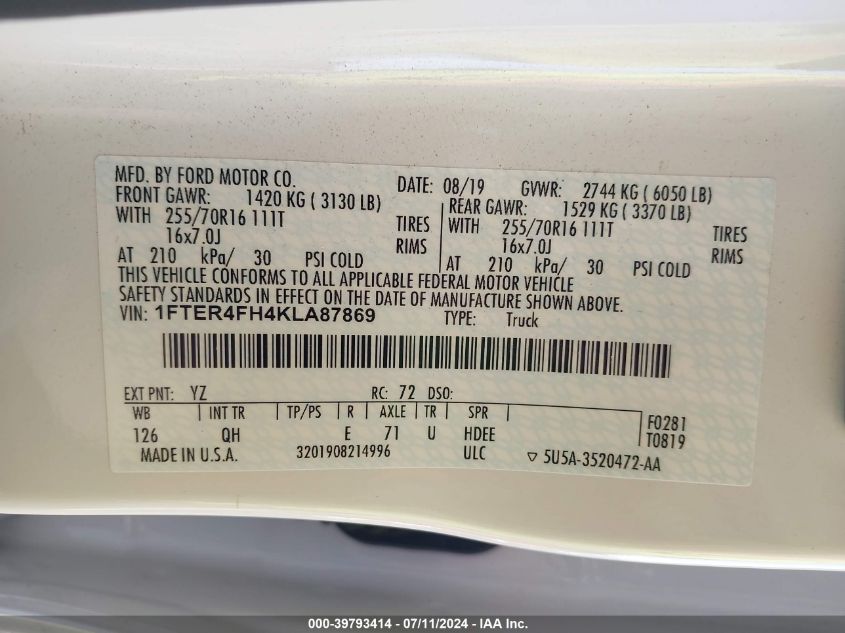 MFD. BY FORD MOTOR CO. DATE: 08/19 GVWR: 2744 KG ( 6050 LB)
FRONT GAWR: 1420 KG ( 3130 LB) REAR GAWR: 1529 KG ( 3370 LB)
WITH 255/70R16 111T TIRES WITH 255/70R16 111T TIRES
16x7.0J RIMS 16x7.0J RIMS
AT 210 kPa/ 30 PSI COLD AT 210 kPa/ 30 PSI COLD
THIS VEHICLE CONFORMS TO ALL APPLICABLE FEDERAL MOTOR VEHICLE
SAFETY STANDARDS IN EFFECT ON THE DATE OF MANUFACTURE SHOWN ABOVE.
VIN: 1FTER4FH4KLA87869 TYPE: Truck
EXT PNT: YZ RC: 72 DSO:
WB INT TR TP/PS R AXLE TR SPR F0281
126 QH E 71 U HDEE T0819
MADE IN U.S.A. 3201908214996 ULC ▽ 5U5A-3520472-AA
000-39793414 - 07/11/2024 - IAA Inc.